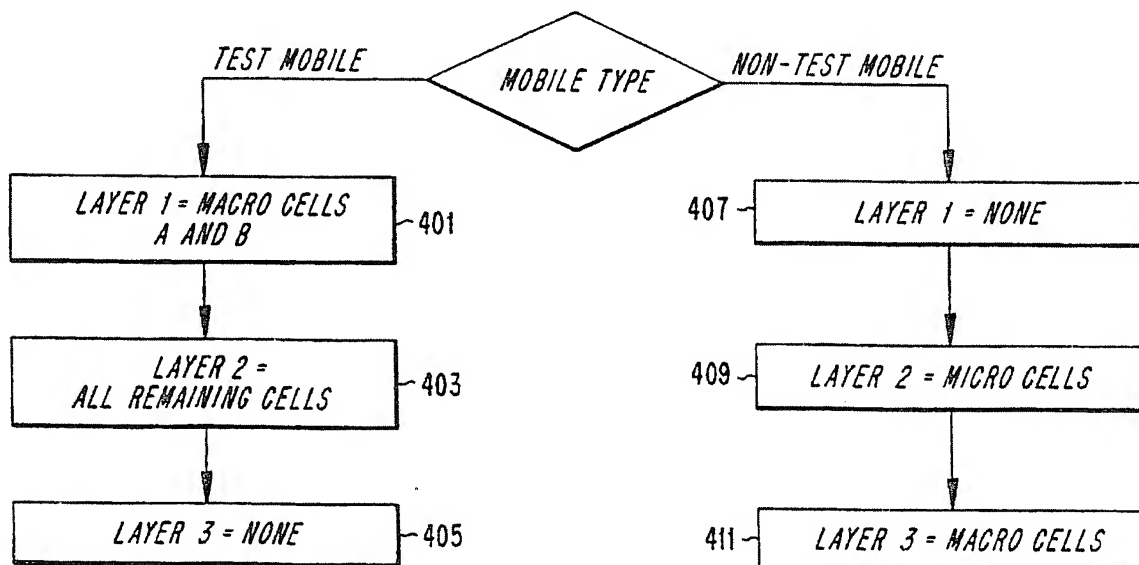 MOBILE TYPE
TEST MOBILE
NON-TEST MOBILE
LAYER 1 = MACRO CELLS
A AND B
401
LAYER 2 =
ALL REMAINING CELLS
403
LAYER 3 = NONE
405
407
LAYER 1 = NONE
409
LAYER 2 = MICRO CELLS
411
LAYER 3 = MACRO CELLS